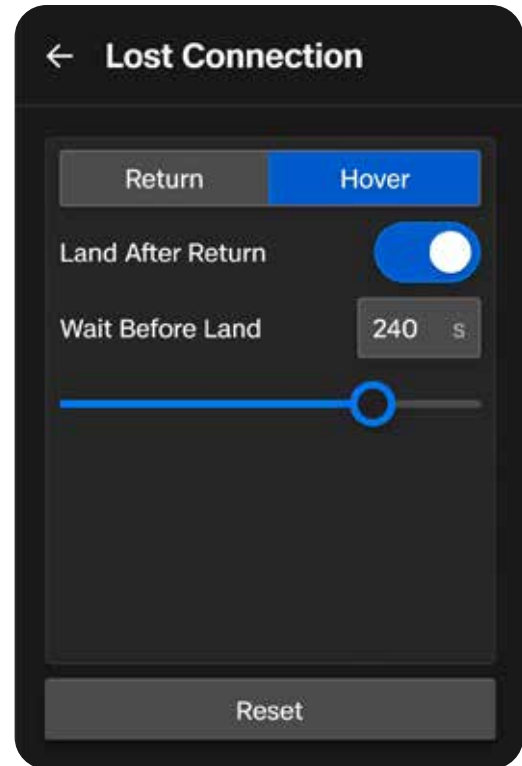 Lost Connection
Return Hover
Land After Return
Wait Before Land 240 s
Reset